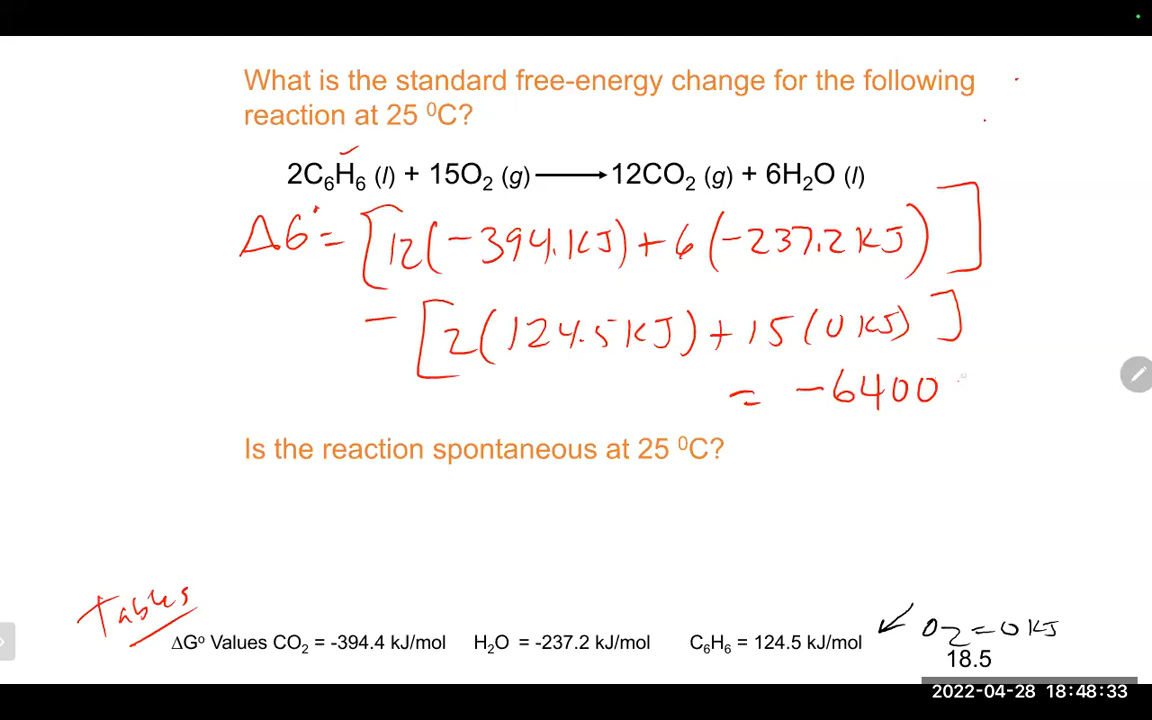 What is the standard free-energy change for the following
reaction at 25 ⁰C?
2C₆H₆ (l) + 15O₂ (g) ⟶ 12CO₂ (g) + 6H₂O (l)
ΔG° = [12(-394.1KJ) + 6(-237.2KJ)]
- [2(124.5KJ) + 15(0KJ)]
= -6400
Is the reaction spontaneous at 25 ⁰C?
Tables
ΔGᵒ Values CO₂ = -394.4 kJ/mol H₂O = -237.2 kJ/mol C₆H₆ = 124.5 kJ/mol
O₂ = 0 KJ
18.5
2022-04-28 18:48:33